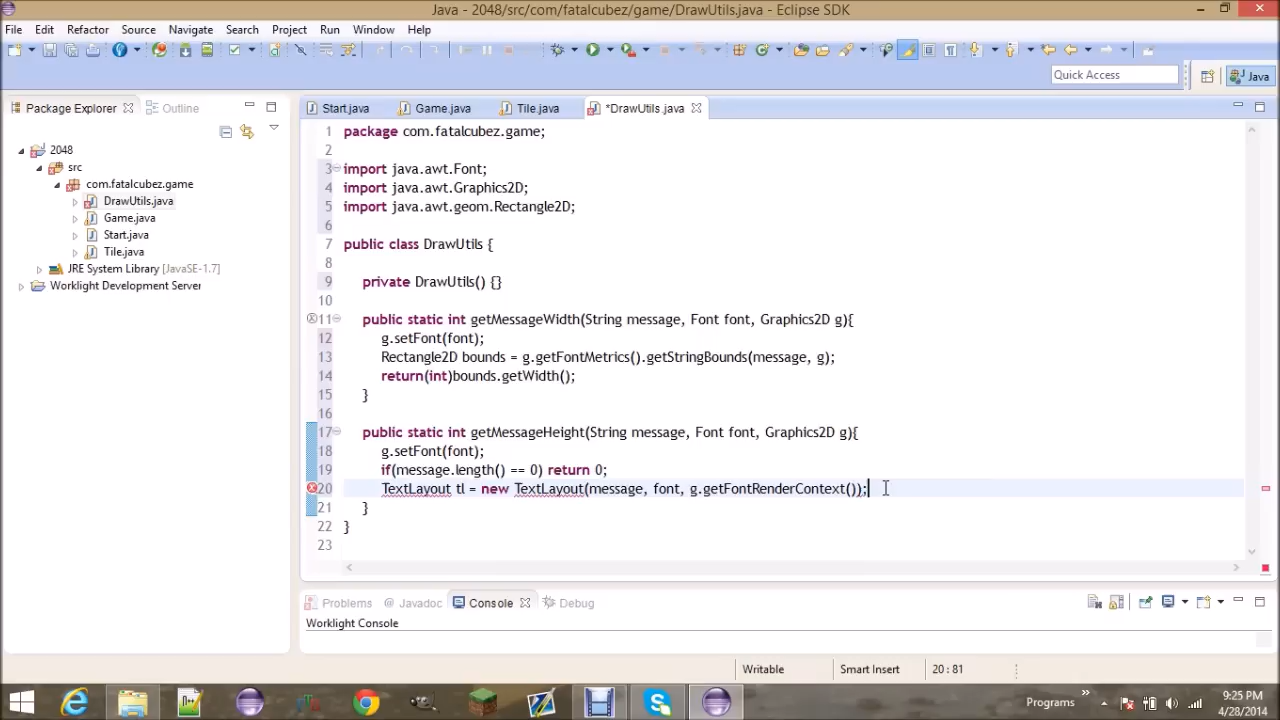 Java - 2048/src/com/fatalcubez/game/DrawUtils.java - Eclipse SDK
File Edit Refactor Source Navigate Search Project Run Window Help
Quick Access
Java
Package Explorer Outline
Start.java Game.java Tile.java *DrawUtils.java
2048
src
com.fatalcubez.game
DrawUtils.java
Game.java
Start.java
Tile.java
JRE System Library [JavaSE-1.7]
Worklight Development Server
1 package com.fatalcubez.game;
2
3 import java.awt.Font;
4 import java.awt.Graphics2D;
5 import java.awt.geom.Rectangle2D;
6
7 public class DrawUtils {
8
9 private DrawUtils() {}
10
11 public static int getMessageWidth(String message, Font font, Graphics2D g){
12 g.setFont(font);
13 Rectangle2D bounds = g.getFontMetrics().getStringBounds(message, g);
14 return(int)bounds.getWidth();
15 }
16
17 public static int getMessageHeight(String message, Font font, Graphics2D g){
18 g.setFont(font);
19 if(message.length() == 0) return 0;
20 TextLayout tl = new TextLayout(message, font, g.getFontRenderContext());
21 }
22 }
23
Problems @ Javadoc Console Debug
Worklight Console
Writable Smart Insert 20 : 81
Programs
9:25 PM
4/28/2014